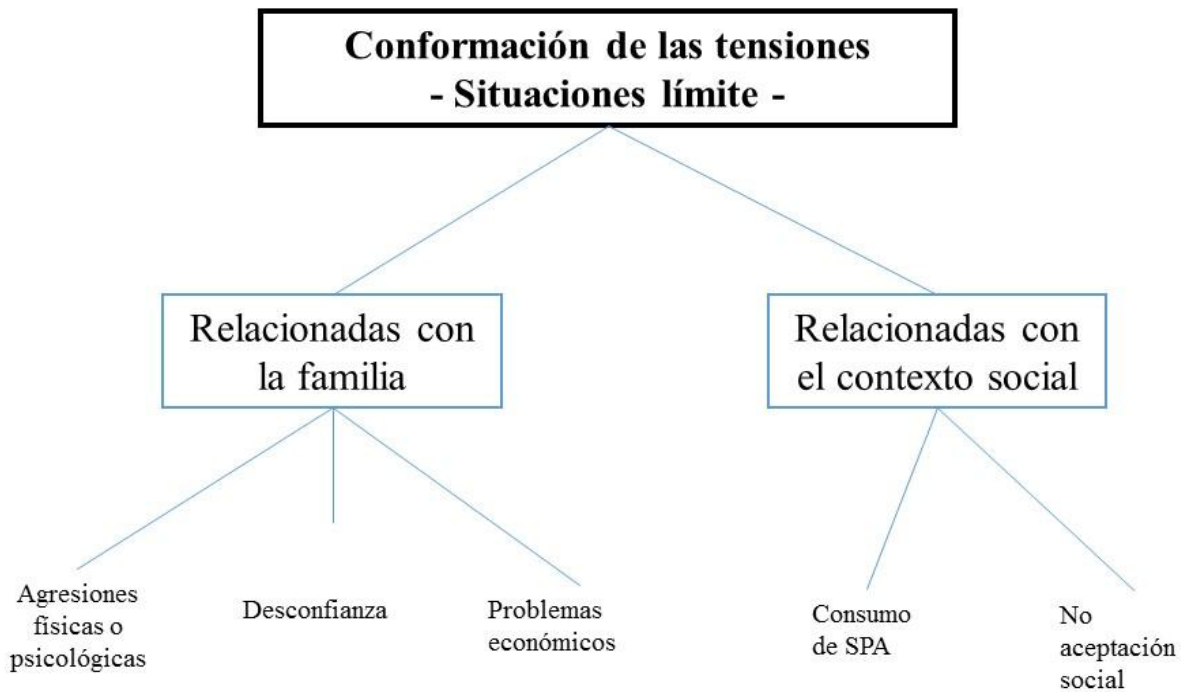 Conformación de las tensiones
- Situaciones límite -
Relacionadas con
la familia
Relacionadas con
el contexto social
Agresiones
físicas o
psicológicas
Desconfianza
Problemas
económicos
Consumo
de SPA
No
aceptación
social